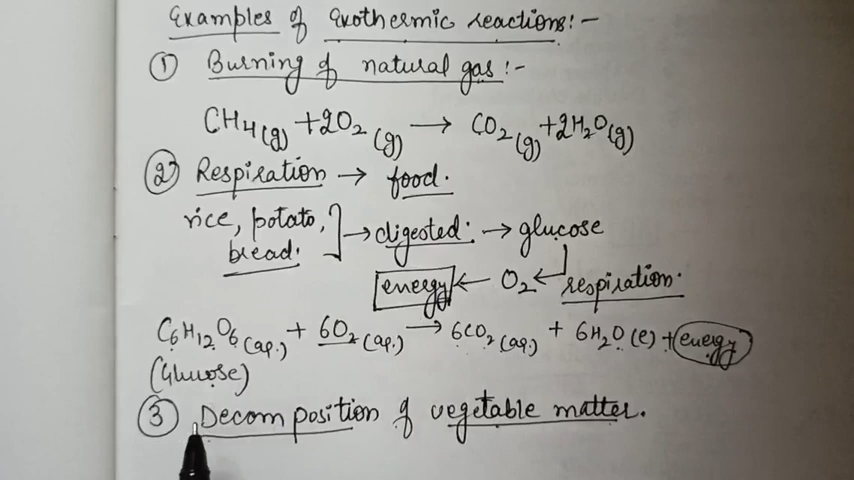 Examples of Exothermic reactions:-
① Burning of natural gas:-
CH4(g) + 2O2(g) → CO2(g) + 2H2O(g)
② Respiration → food.
rice, potato, bread. → digested. → glucose
energy ← O2 ← respiration.
C6H12O6(aq.) + 6O2(aq.) → 6CO2(aq.) + 6H2O(l) + energy
(Glucose)
③ Decomposition of vegetable matter.